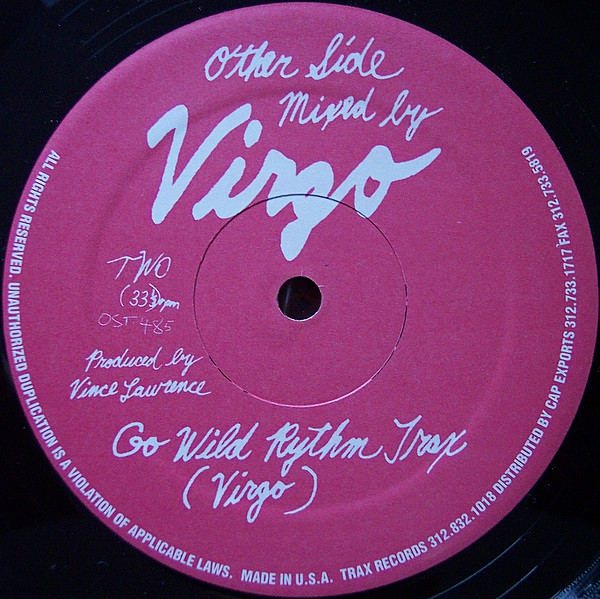 Other Side
Mixed by
Virgo
TWO
(33⅓rpm)
OST-485
Produced by
Vince Lawrence
Go Wild Rythm Trax
(Virgo)
ALL RIGHTS RESERVED. UNAUTHORIZED DUPLICATION IS A VIOLATION OF APPLICABLE LAWS. MADE IN U.S.A. TRAX RECORDS 312.832.1018 DISTRIBUTED BY CAP EXPORTS 312.733.1717 FAX 312.733.5819